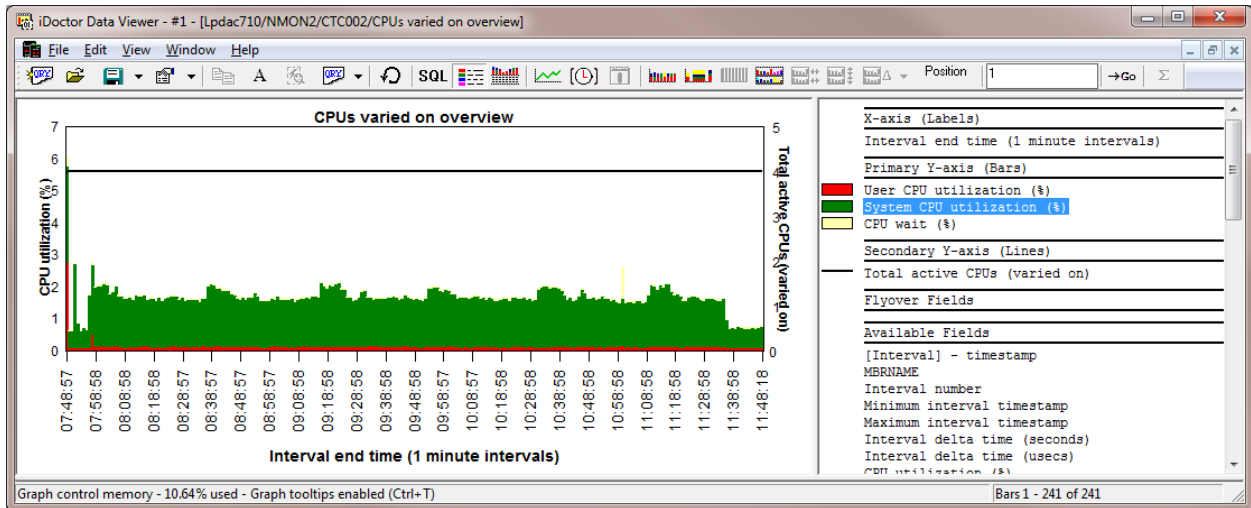 iDoctor Data Viewer - #1 - [Lpdac710/NMON2/CTC002/CPUs varied on overview]
File Edit View Window Help
QRY A QRY SQL Position 1 →Go Σ
CPUs varied on overview
CPU utilization (%)
7
6
5
4
3
2
1
0
Total active CPUs (varied on)
5
4
3
2
1
0
07:48:57
07:58:58
08:08:58
08:18:58
08:28:57
08:38:57
08:48:57
08:58:57
09:08:58
09:18:58
09:28:58
09:38:58
09:48:58
09:58:57
10:08:57
10:18:57
10:28:58
10:38:58
10:48:58
10:58:58
11:08:58
11:18:58
11:28:58
11:38:58
11:48:18
Interval end time (1 minute intervals)
X-axis (Labels)
Interval end time (1 minute intervals)
Primary Y-axis (Bars)
User CPU utilization (%)
System CPU utilization (%)
CPU wait (%)
Secondary Y-axis (Lines)
Total active CPUs (varied on)
Flyover Fields
Available Fields
[Interval] - timestamp
MBRNAME
Interval number
Minimum interval timestamp
Maximum interval timestamp
Interval delta time (seconds)
Interval delta time (usecs)
CPU utilization (%)
Graph control memory - 10.64% used - Graph tooltips enabled (Ctrl+T)
Bars 1 - 241 of 241